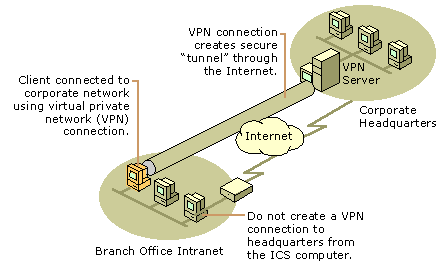 VPN connection
creates secure
“tunnel” through
the Internet.
VPN
Server
Client connected to
corporate network
using virtual private
network (VPN)
connection.
Corporate
Headquarters
Internet
Do not create a VPN
connection to
headquarters from
the ICS computer.
Branch Office Intranet